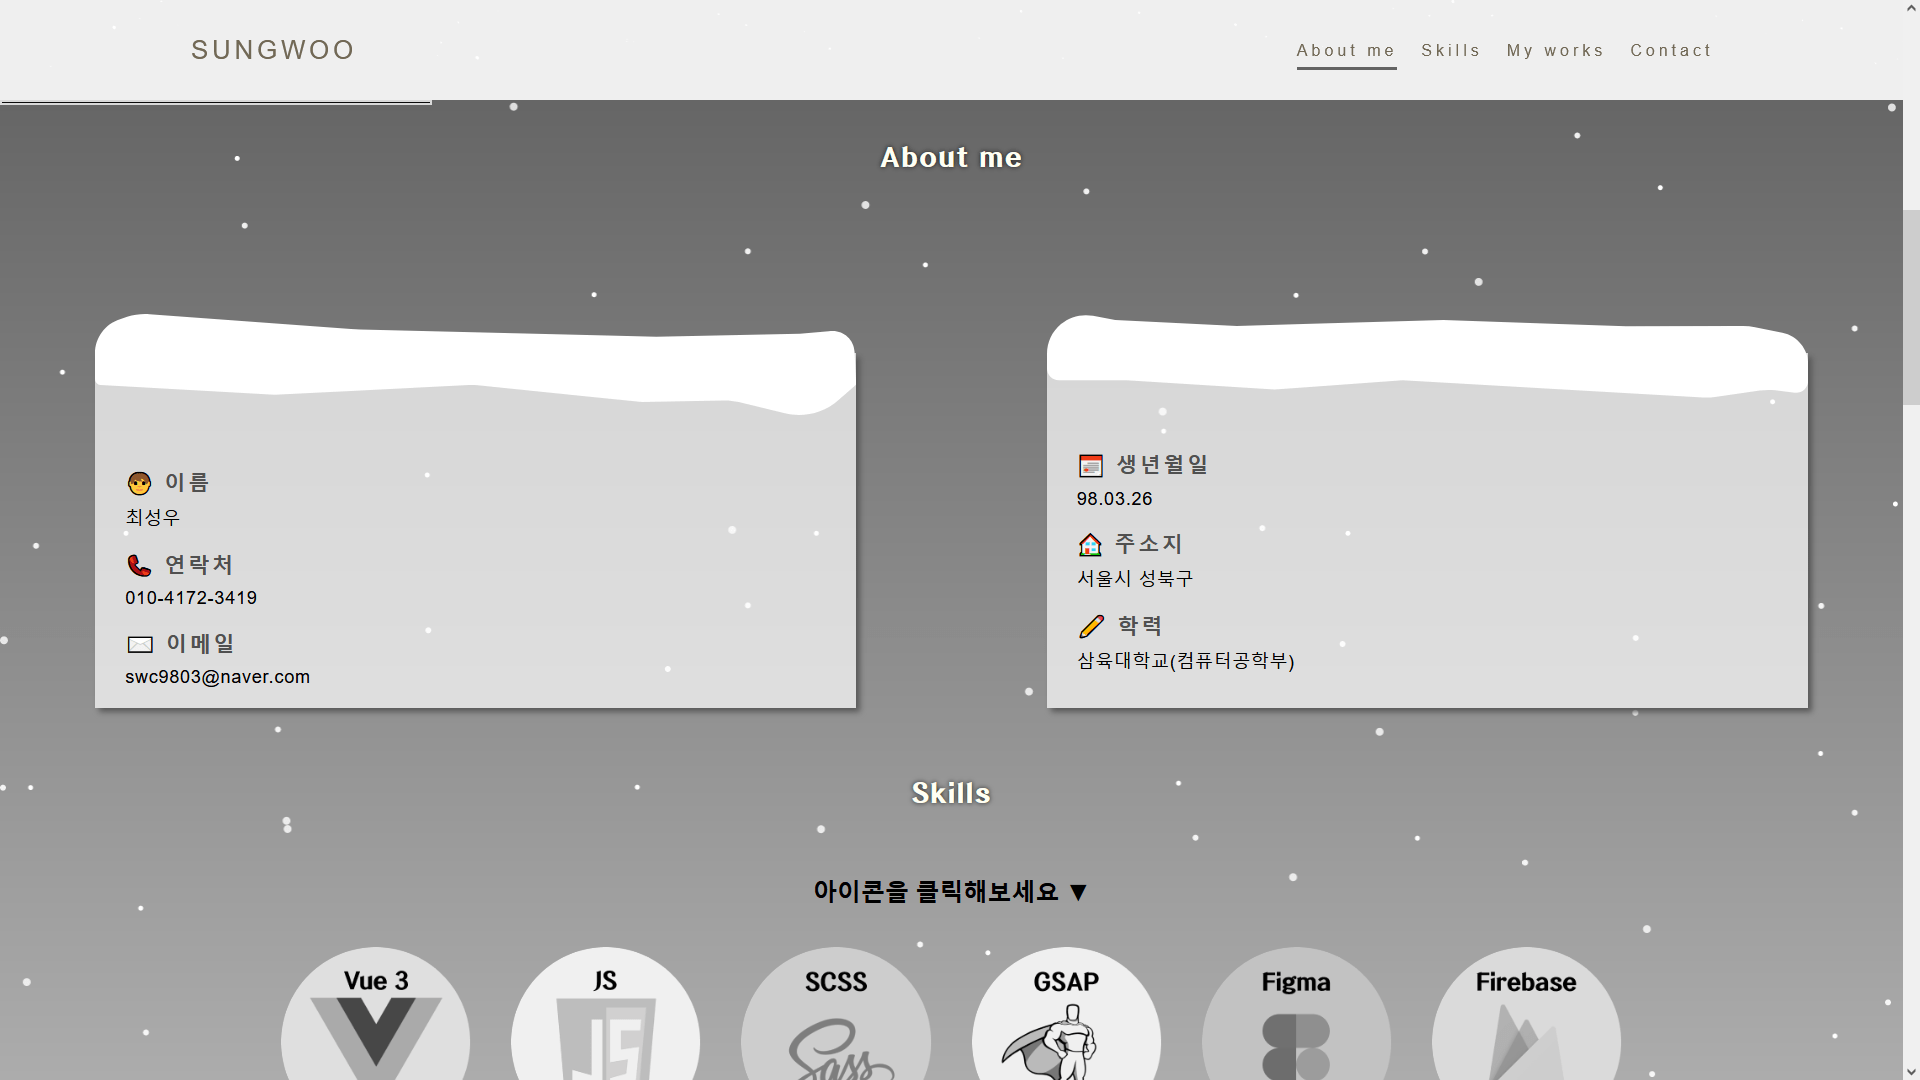 SUNGWOO
About me
Skills
My works
Contact
About me
이름
최성우
연락처
010-4172-3419
이메일
swc9803@naver.com
생년월일
98.03.26
주소지
서울시 성북구
학력
삼육대학교(컴퓨터공학부)
Skills
아이콘을 클릭해보세요 ▼
Vue 3
JS
SCSS
GSAP
Figma
Firebase
JS
Sass